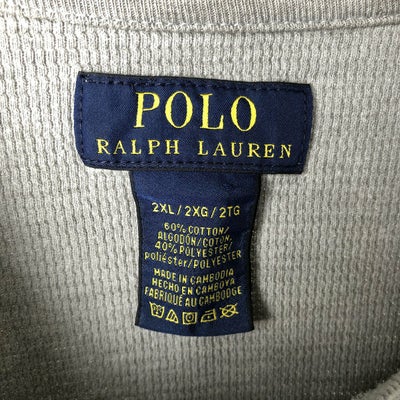 POLO
RALPH LAUREN
2XL/2XG/2TG
60% COTTON/
ALGODÓN/COTON,
40% POLYESTER/
poliéster/POLYESTER
MADE IN CAMBODIA
HECHO EN CAMBOYA
FABRIQUÉ AU CAMBODGE